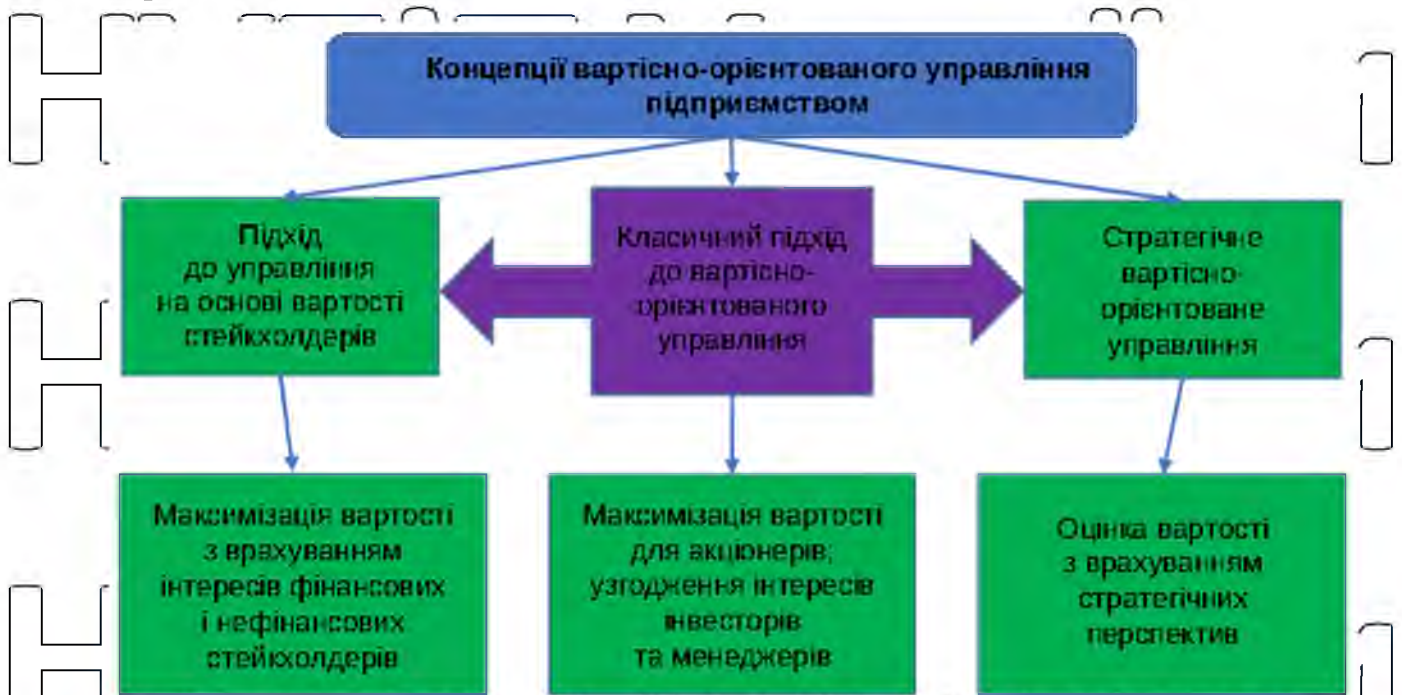 Концепції вартісно-орієнтованого управління
підприємством
Підхід
до управління
на основі вартості
стейкхолдерів
Класичний підхід
до вартісно-
орієнтованого
управління
Стратегічне
вартісно-
орієнтоване
управління
Максимізація вартості
з врахуванням
інтересів фінансових
і нефінансових
стейкхолдерів
Максимізація вартості
для акціонерів;
узгодження інтересів
інвесторів
та менеджерів
Оцінка вартості
з врахуванням
стратегічних
перспектив